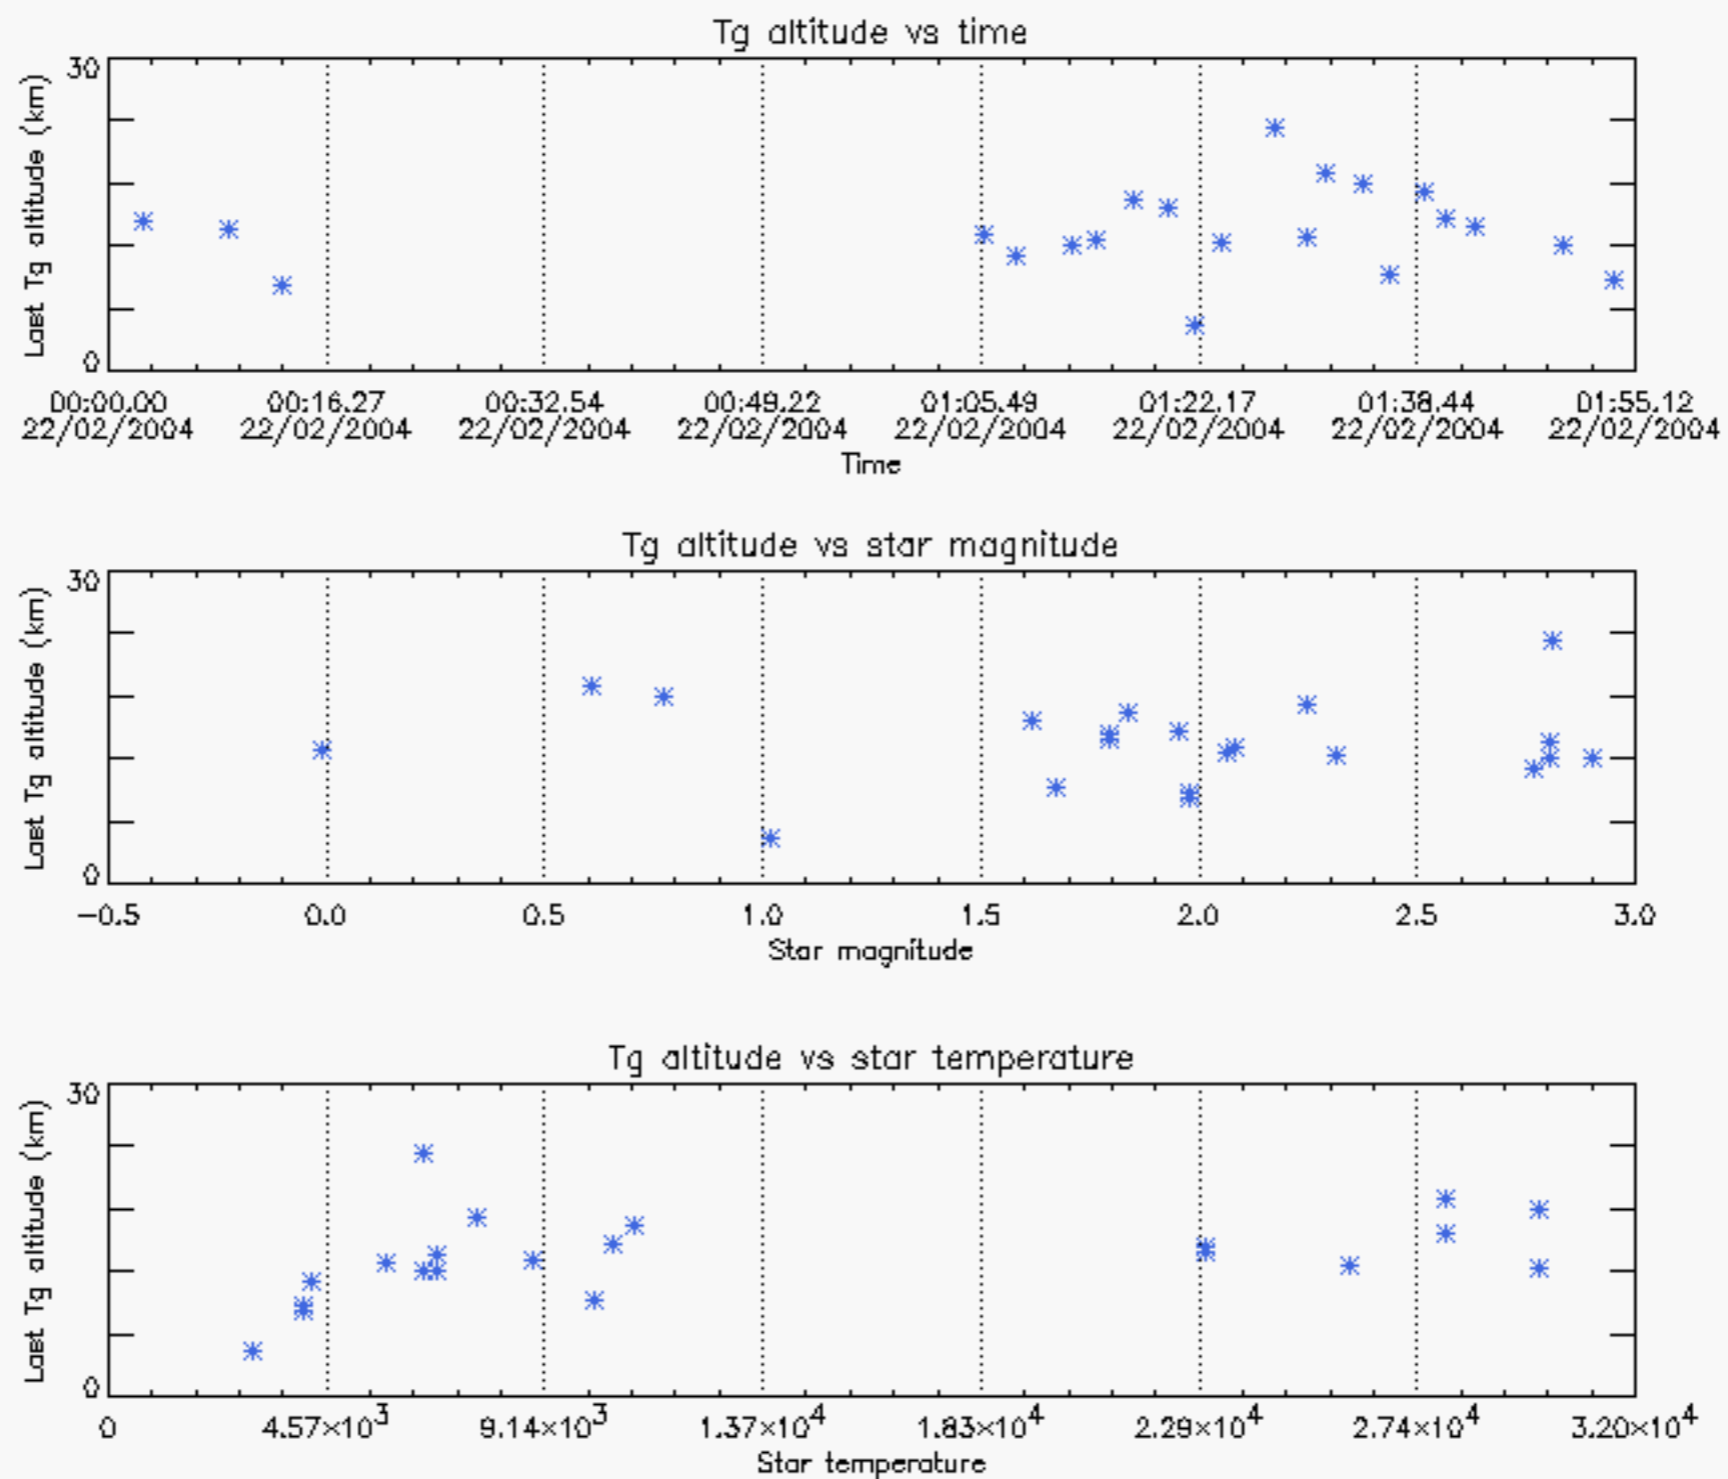 Tg altitude vs time
Last Tg altitude (km)
30
0
00:00.00 00:16.27 00:32.54 00:49.22 01:05.49 01:22.17 01:38.44 01:55.12
22/02/2004 22/02/2004 22/02/2004 22/02/2004 22/02/2004 22/02/2004 22/02/2004 22/02/2004
Time
Tg altitude vs star magnitude
Last Tg altitude (km)
30
0
-0.5 0.0 0.5 1.0 1.5 2.0 2.5 3.0
Star magnitude
Tg altitude vs star temperature
Last Tg altitude (km)
30
0
0 4.57×10³ 9.14×10³ 1.37×10⁴ 1.83×10⁴ 2.29×10⁴ 2.74×10⁴ 3.20×10⁴
Star temperature